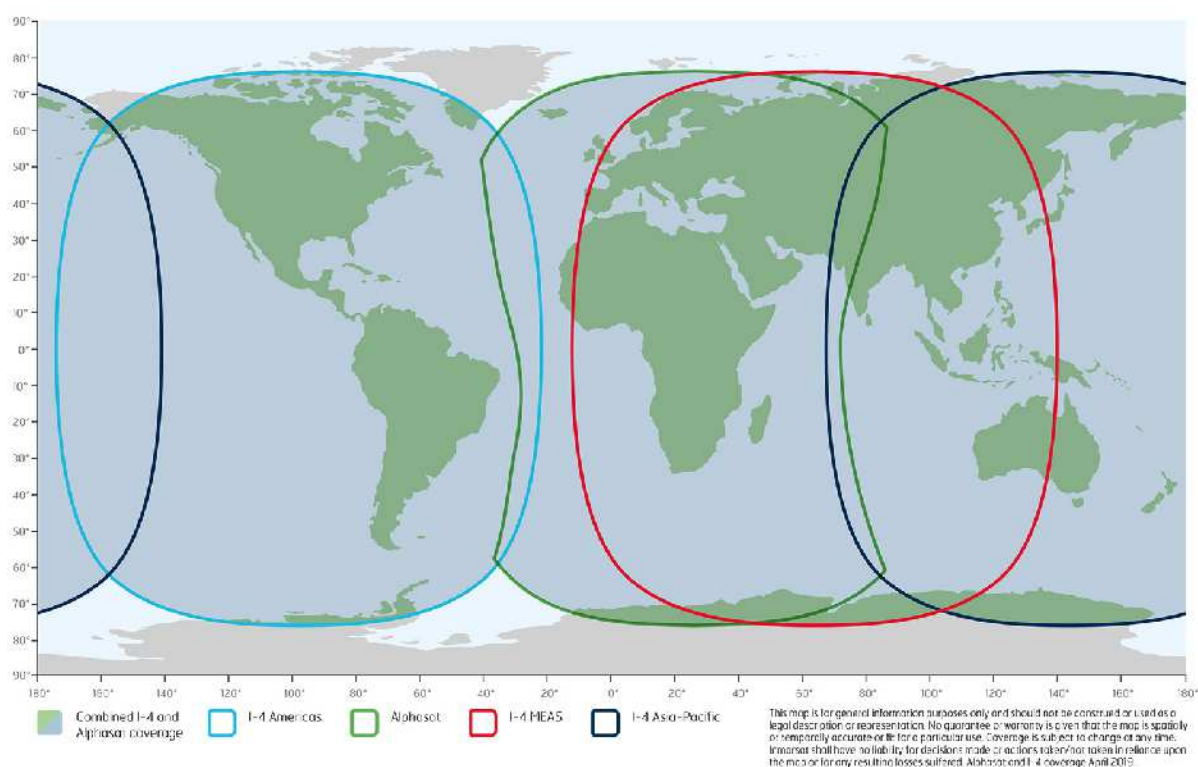 90°
80°
70°
60°
50°
40°
30°
20°
10°
0°
10°
20°
30°
40°
50°
60°
70°
80°
90°
180° 160° 140° 120° 100° 80° 60° 40° 20° 0° 20° 40° 60° 80° 100° 120° 140° 160° 180°
Combined I-4 and
Alphasat coverage
I-4 Americas
Alphasat
I-4 MEAS
I-4 Asia-Pacific
This map is for general information purposes only and should not be construed or used as a
legal description or representation. No guarantee or warranty is given that the map is spatially
or temporally accurate or fit for a particular use. Coverage is subject to change at any time.
Inmarsat shall have no liability for decisions made or actions taken/not taken in reliance upon
the map or for any resulting losses suffered. Alphasat and I-4 coverage April 2019.